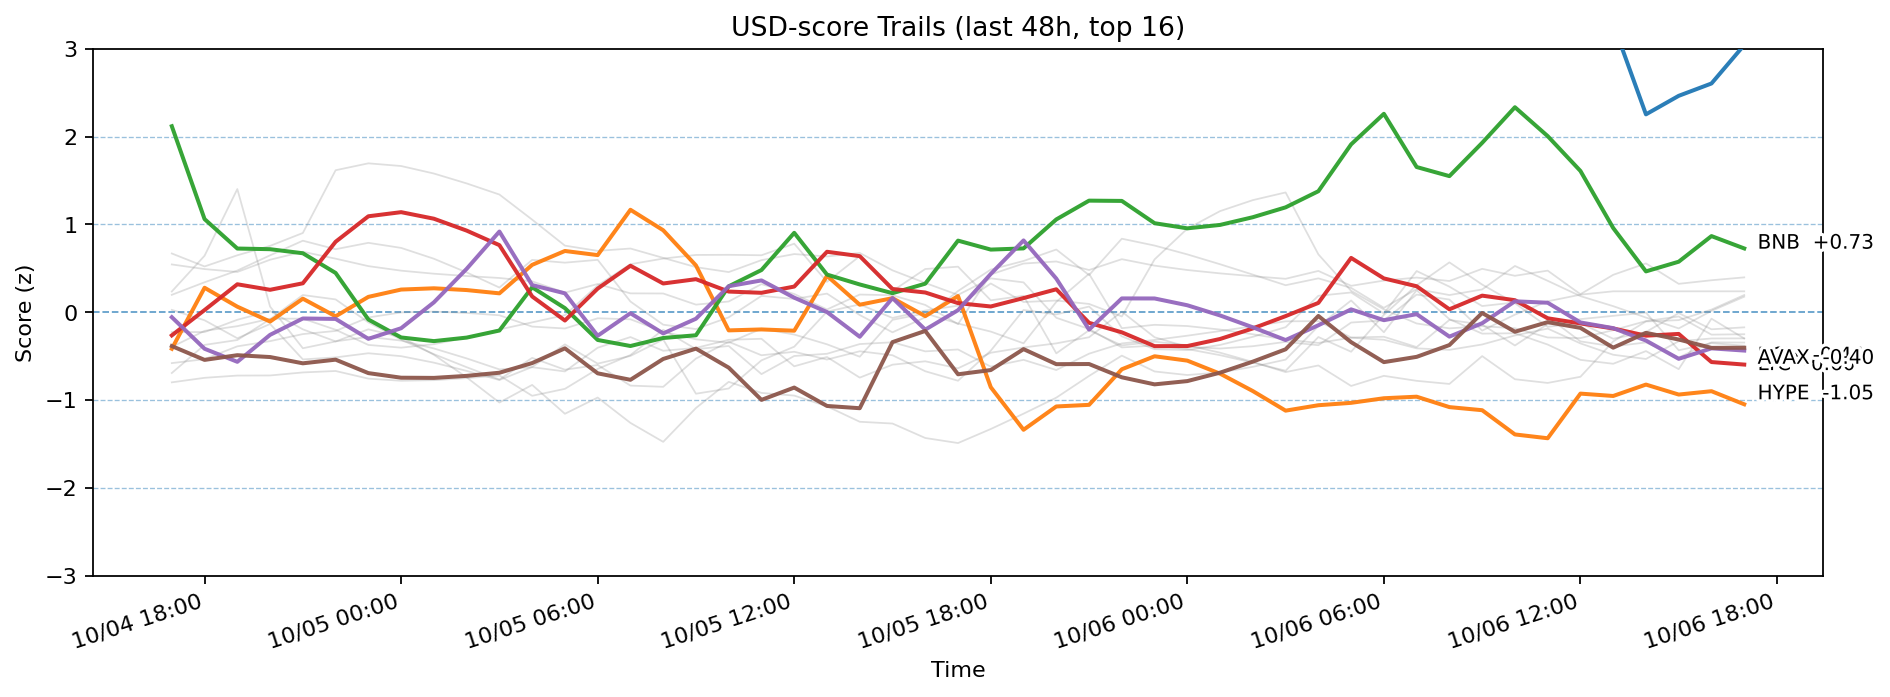 USD-score Trails (last 48h, top 16)
3
2
1
0
−1
−2
−3
Score (z)
BNB +0.73
AVAX -0.40
HYPE -1.05
10/04 18:00
10/05 00:00
10/05 06:00
10/05 12:00
10/05 18:00
10/06 00:00
10/06 06:00
10/06 12:00
10/06 18:00
Time